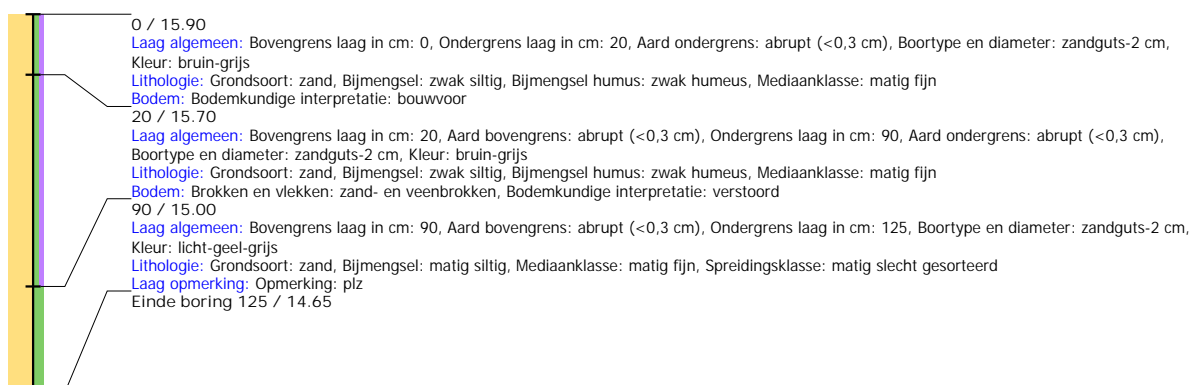 0 / 15.90
Laag algemeen: Bovengrens laag in cm: 0, Ondergrens laag in cm: 20, Aard ondergrens: abrupt (<0,3 cm), Boortype en diameter: zandguts-2 cm,
Kleur: bruin-grijs
Lithologie: Grondsoort: zand, Bijmengsel: zwak siltig, Bijmengsel humus: zwak humeus, Mediaanklasse: matig fijn
Bodem: Bodemkundige interpretatie: bouwvoor
20 / 15.70
Laag algemeen: Bovengrens laag in cm: 20, Aard bovengrens: abrupt (<0,3 cm), Ondergrens laag in cm: 90, Aard ondergrens: abrupt (<0,3 cm),
Boortype en diameter: zandguts-2 cm, Kleur: bruin-grijs
Lithologie: Grondsoort: zand, Bijmengsel: zwak siltig, Bijmengsel humus: zwak humeus, Mediaanklasse: matig fijn
Bodem: Brokken en vlekken: zand- en veenbrokken, Bodemkundige interpretatie: verstoord
90 / 15.00
Laag algemeen: Bovengrens laag in cm: 90, Aard bovengrens: abrupt (<0,3 cm), Ondergrens laag in cm: 125, Boortype en diameter: zandguts-2 cm,
Kleur: licht-geel-grijs
Lithologie: Grondsoort: zand, Bijmengsel: matig siltig, Mediaanklasse: matig fijn, Spreidingsklasse: matig slecht gesorteerd
Laag opmerking: Opmerking: plz
Einde boring 125 / 14.65